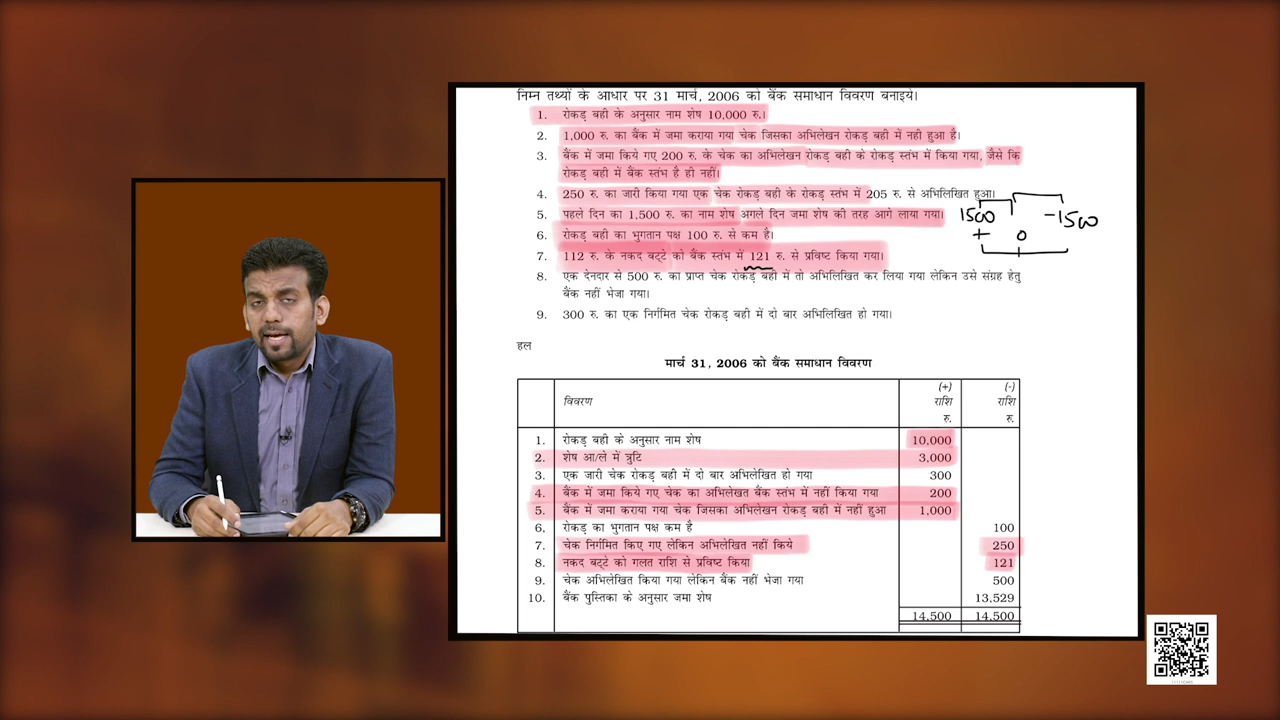 निम्न तथ्यों के आधार पर 31 मार्च, 2006 को बैंक समाधान विवरण बनाइये।
1. रोकड़ बही के अनुसार नाम शेष 10,000 रु.।
2. 1,000 रु. का बैंक में जमा कराया गया चेक जिसका अभिलेखन रोकड़ बही में नही हुआ है।
3. बैंक में जमा किये गए 200 रु. के चेक का अभिलेखन रोकड़ बही के रोकड़ स्तंभ में किया गया, जैसे कि
रोकड़ बही में बैंक स्तंभ है ही नहीं।
4. 250 रु. का जारी किया गया एक चेक रोकड़ बही के रोकड़ स्तंभ में 205 रु. से अभिलिखित हुआ।
5. पहले दिन का 1,500 रु. का नाम शेष अगले दिन जमा शेष की तरह आगे लाया गया।
1500 -1500
+ 0
6. रोकड़ बही का भुगतान पक्ष 100 रु. से कम है।
7. 112 रु. के नकद बट्टे को बैंक स्तंभ में 121 रु. से प्रविष्ट किया गया।
8. एक देनदार से 500 रु. का प्राप्त चेक रोकड़ बही में तो अभिलिखित कर लिया गया लेकिन उसे संग्रह हेतु
बैंक नहीं भेजा गया।
9. 300 रु. का एक निर्गमित चेक रोकड़ बही में दो बार अभिलिखित हो गया।
हल
मार्च 31, 2006 को बैंक समाधान विवरण
(+) (-)
विवरण राशि राशि
रु. रु.
1. रोकड़ बही के अनुसार नाम शेष 10,000
2. शेष आ/ले में त्रुटि 3,000
3. एक जारी चेक रोकड़ बही में दो बार अभिलेखित हो गया 300
4. बैंक में जमा किये गए चेक का अभिलेखत बैंक स्तंभ में नहीं किया गया 200
5. बैंक में जमा कराया गया चेक जिसका अभिलेखन रोकड़ बही में नहीं हुआ 1,000
6. रोकड़ का भुगतान पक्ष कम है 100
7. चेक निर्गमित किए गए लेकिन अभिलेखित नहीं किये 250
8. नकद बट्टे को गलत राशि से प्रविष्ट किया 121
9. चेक अभिलेखित किया गया लेकिन बैंक नहीं भेजा गया 500
10. बैंक पुस्तिका के अनुसार जमा शेष 13,529
14,500 14,500